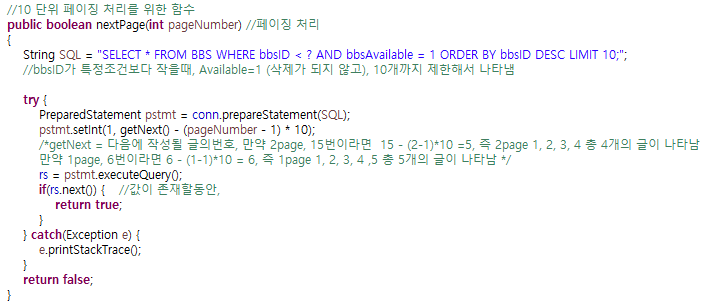 //10 단위 페이징 처리를 위한 함수
public boolean nextPage(int pageNumber) //페이징 처리
{
String SQL = "SELECT * FROM BBS WHERE bbsID < ? AND bbsAvailable = 1 ORDER BY bbsID DESC LIMIT 10;";
//bbsID가 특정조건보다 작을때, Available=1 (삭제가 되지 않고), 10개까지 제한해서 나타냄
try {
PreparedStatement pstmt = conn.prepareStatement(SQL);
pstmt.setInt(1, getNext() - (pageNumber - 1) * 10);
/*getNext = 다음에 작성될 글의번호, 만약 2page, 15번이라면  15 - (2-1)*10 =5, 즉 2page 1, 2, 3, 4 총 4개의 글이 나타남
만약 1page, 6번이라면 6 - (1-1)*10 = 6, 즉 1page 1, 2, 3, 4 ,5 총 5개의 글이 나타남 */
rs = pstmt.executeQuery();
if(rs.next()) {   //값이 존재할동안,
return true;
}
} catch(Exception e) {
e.printStackTrace();
}
return false;
}